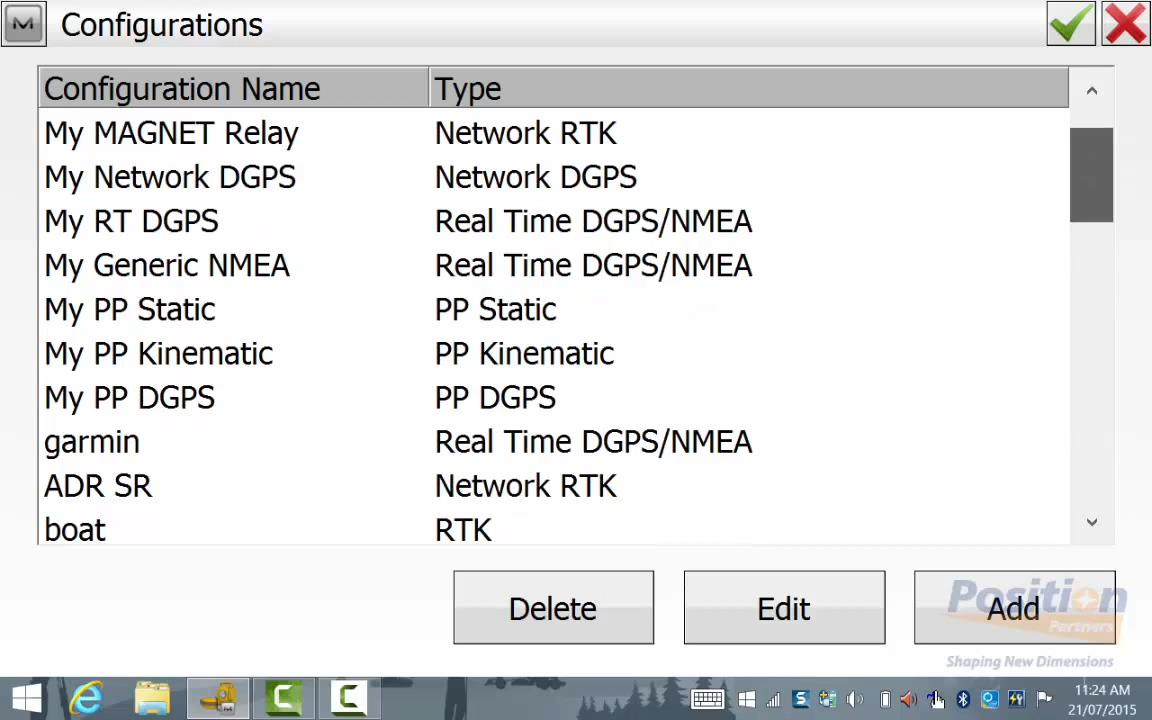 Configurations
Configuration Name Type
My MAGNET Relay Network RTK
My Network DGPS Network DGPS
My RT DGPS Real Time DGPS/NMEA
My Generic NMEA Real Time DGPS/NMEA
My PP Static PP Static
My PP Kinematic PP Kinematic
My PP DGPS PP DGPS
garmin Real Time DGPS/NMEA
ADR SR Network RTK
boat RTK
Delete Edit Add
Position
Partners
Shaping New Dimensions
11:24 AM
21/07/2015